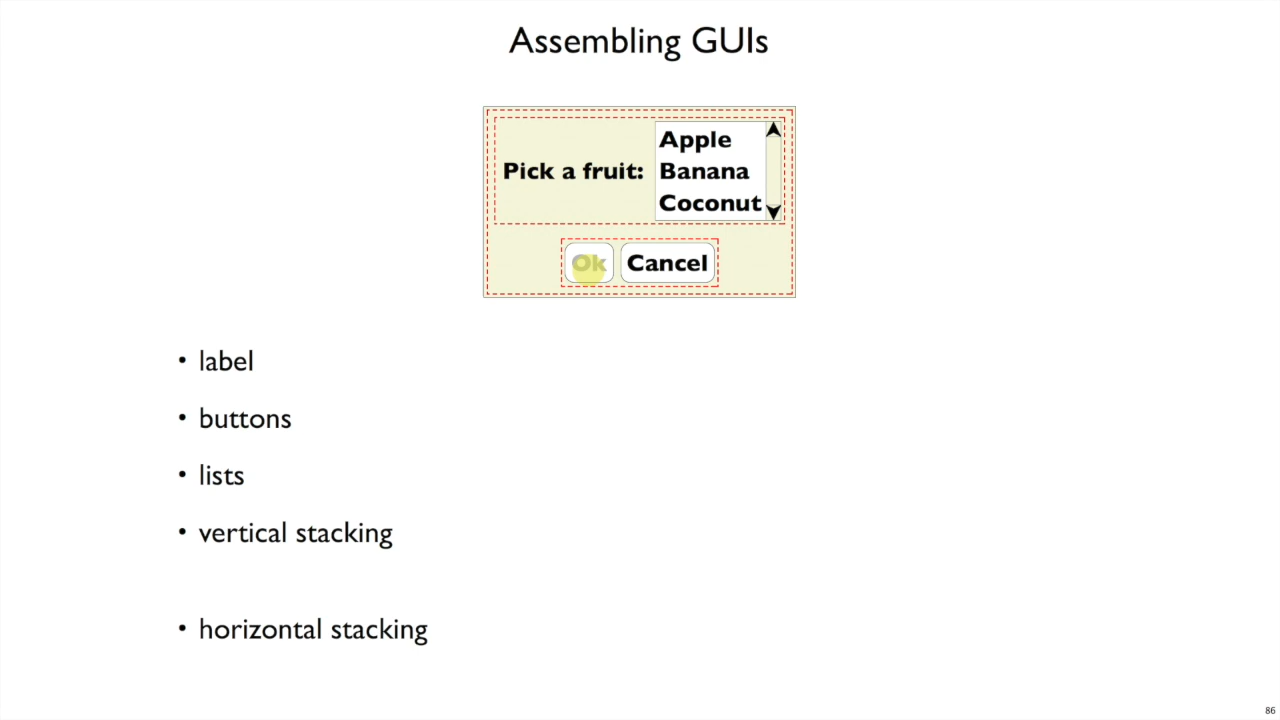 Assembling GUIs
Apple
Pick a fruit: Banana
Coconut
Ok Cancel
• label
• buttons
• lists
• vertical stacking
• horizontal stacking
86